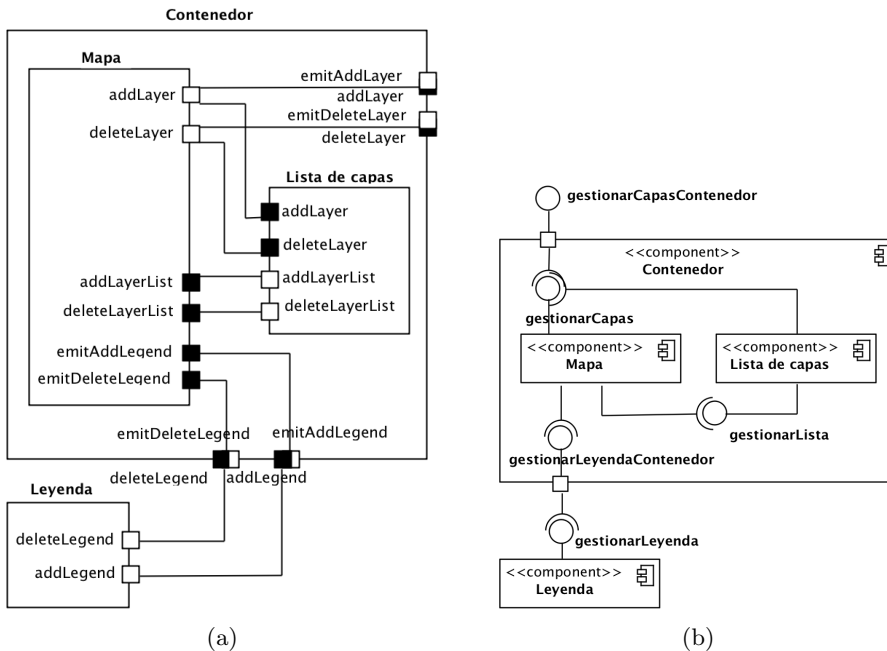 Contenedor
Mapa
addLayer
deleteLayer
emitAddLayer
addLayer
emitDeleteLayer
deleteLayer
Lista de capas
addLayer
deleteLayer
addLayerList
deleteLayerList
addLayerList
deleteLayerList
emitAddLegend
emitDeleteLegend
emitDeleteLegend
emitAddLegend
deleteLegend
addLegend
Leyenda
deleteLegend
addLegend
(a)
gestionarCapasContenedor
<<component>>
Contenedor
gestionarCapas
<<component>>
Mapa
<<component>>
Lista de capas
gestionarLista
gestionarLeyendaContenedor
gestionarLeyenda
<<component>>
Leyenda
(b)